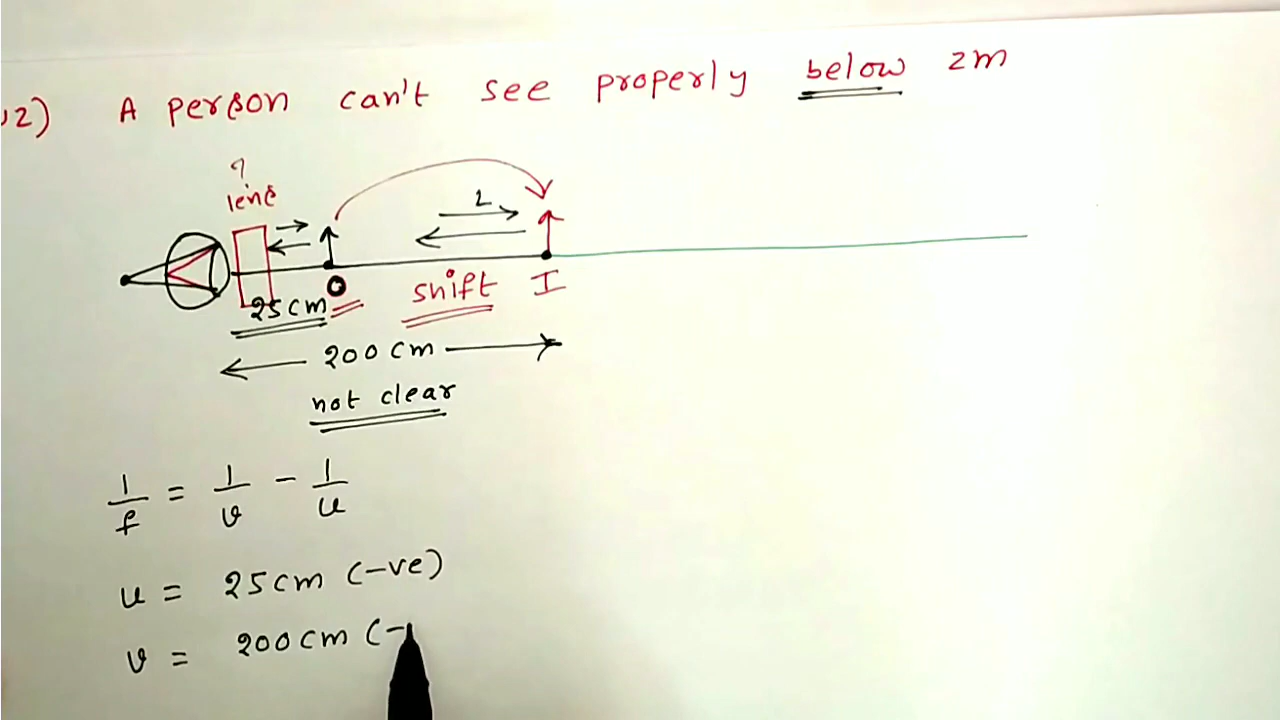 12) A person can't see properly below 2m
?
lens
2
O shift I
25cm
200 cm
not clear
1/f = 1/v - 1/u
u = 25cm (-ve)
v = 200cm (-